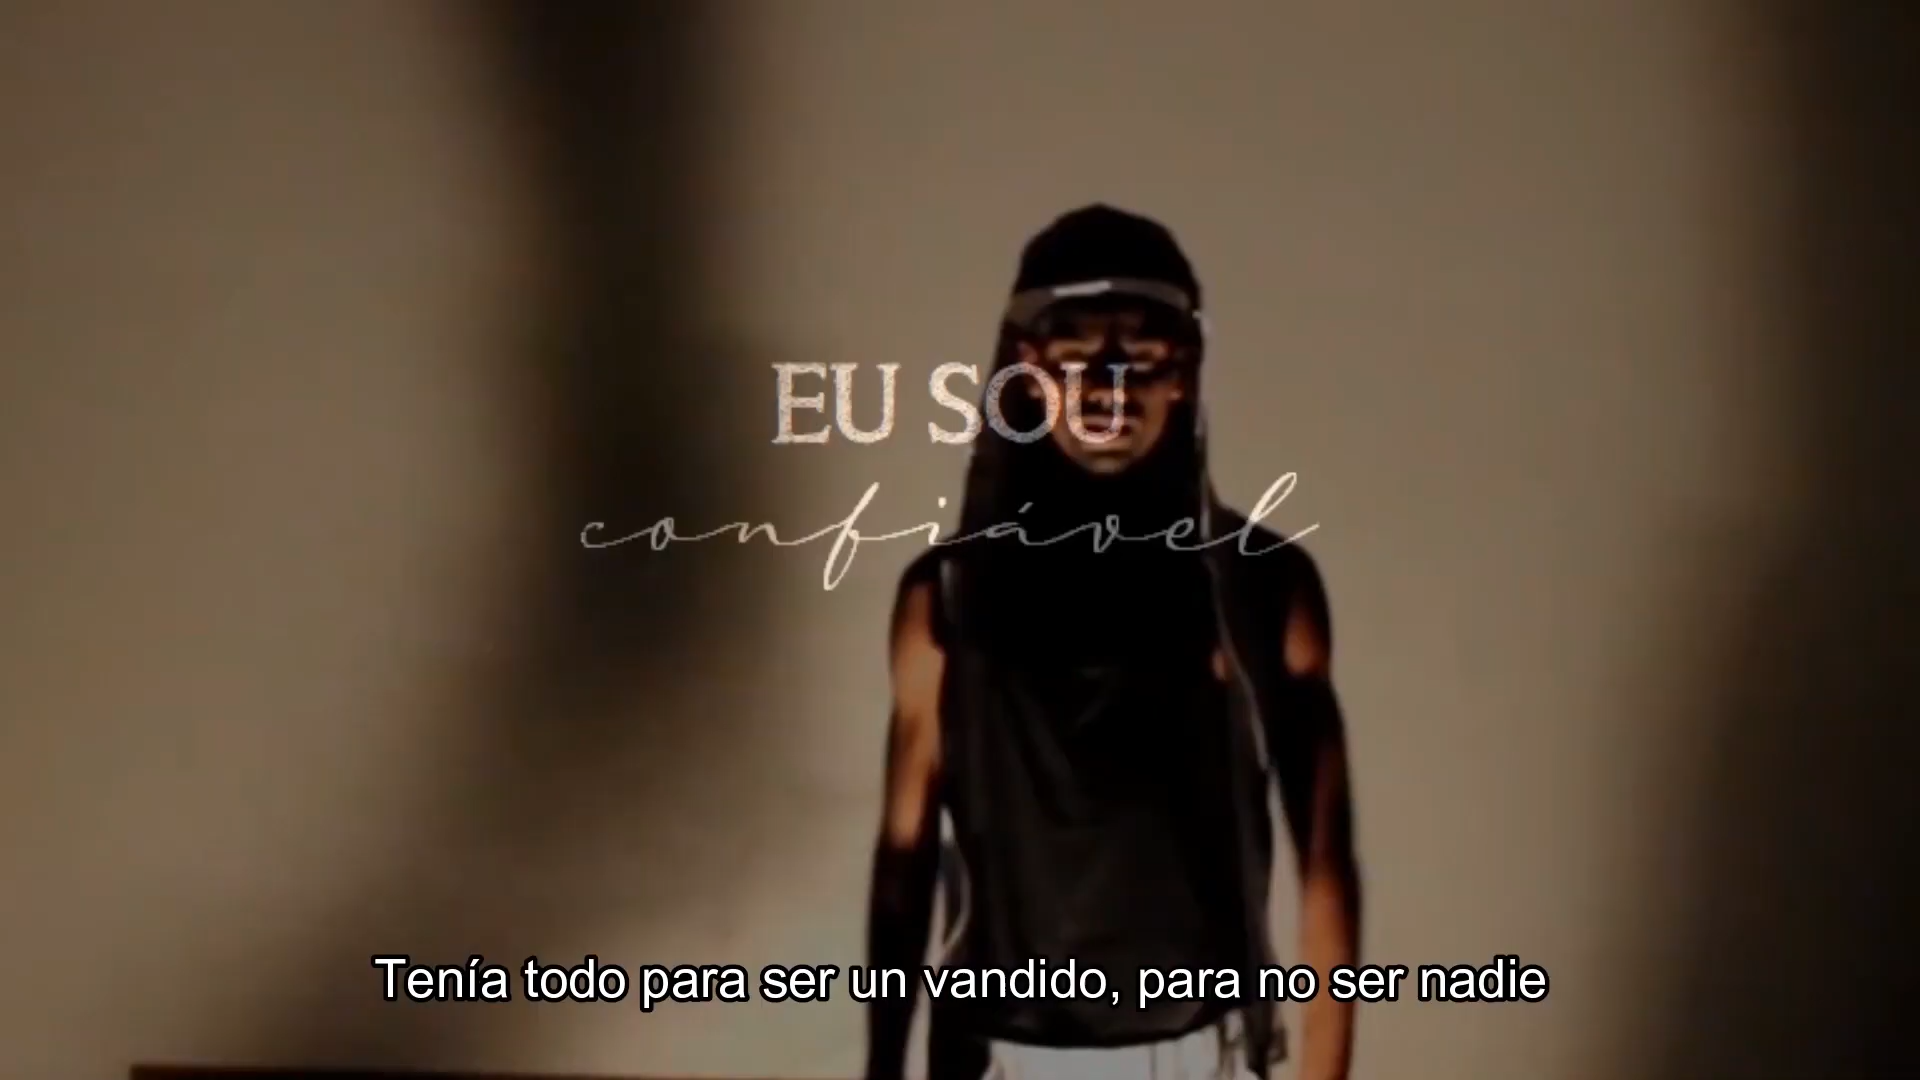 EU SOU
confiável
Tenía todo para ser un vandido, para no ser nadie